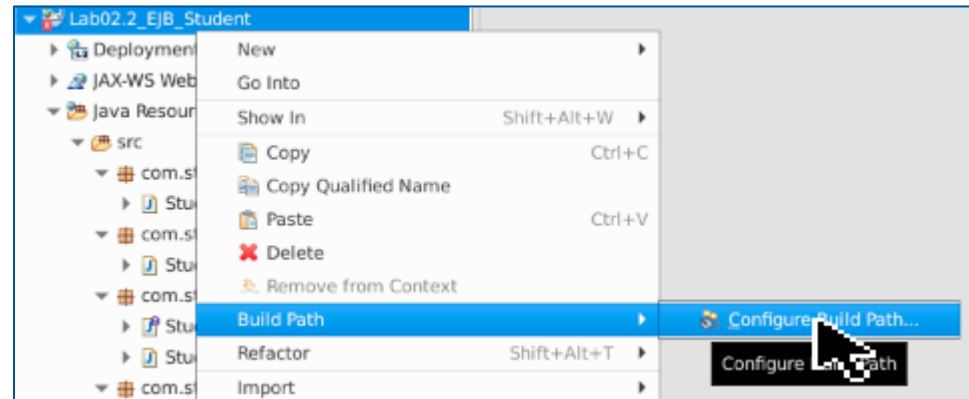 Lab02.2_EJB_Student
Deployment
JAX-WS Web
Java Resour
src
com.st
Stu
com.st
Stu
com.st
Stu
Stu
com.st
New
Go Into
Show In Shift+Alt+W
Copy Ctrl+C
Copy Qualified Name
Paste Ctrl+V
Delete
Remove from Context
Build Path
Refactor Shift+Alt+T
Import
Configure Build Path...
Configure Build Path